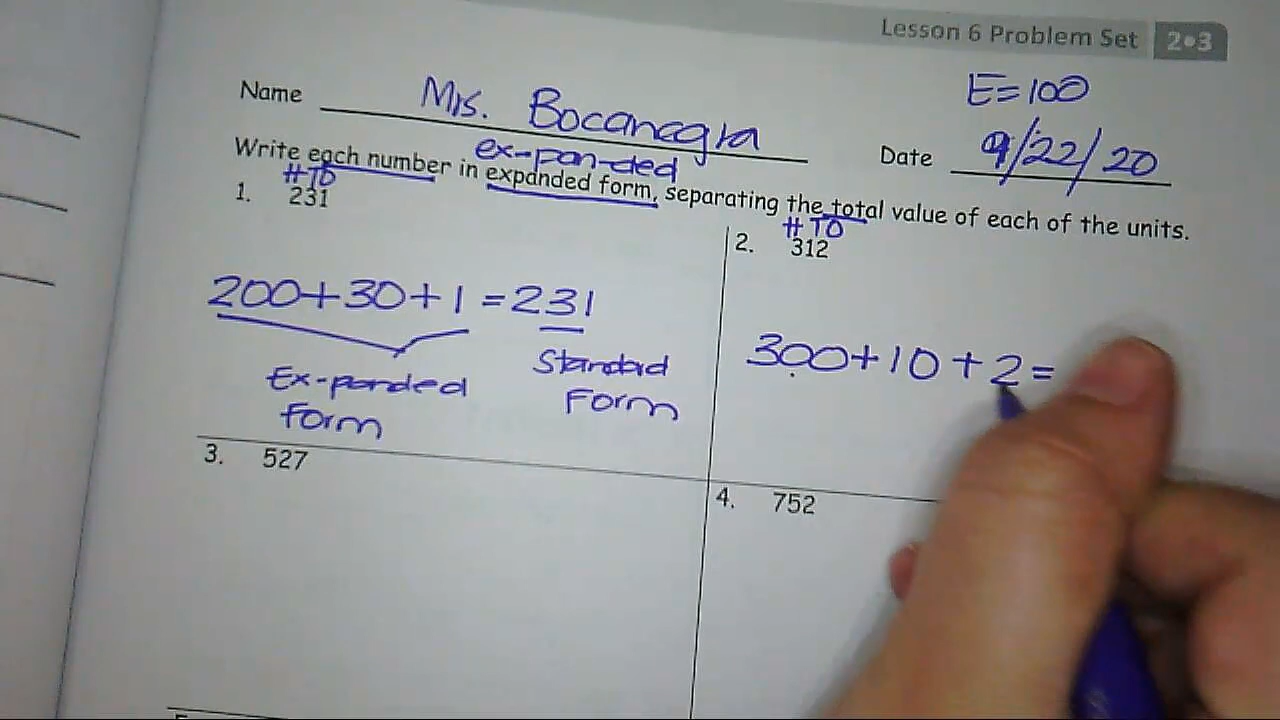 Lesson 6 Problem Set 2•3
E=100
Name Mrs. Bocanegra
Date 9/22/20
ex-pan-ded
Write each number in expanded form, separating the total value of each of the units.
HTO
1. 231
HTO
2. 312
200+30+1=231
300+10+2=
Ex-panded
Form
Standard
Form
3. 527
4. 752